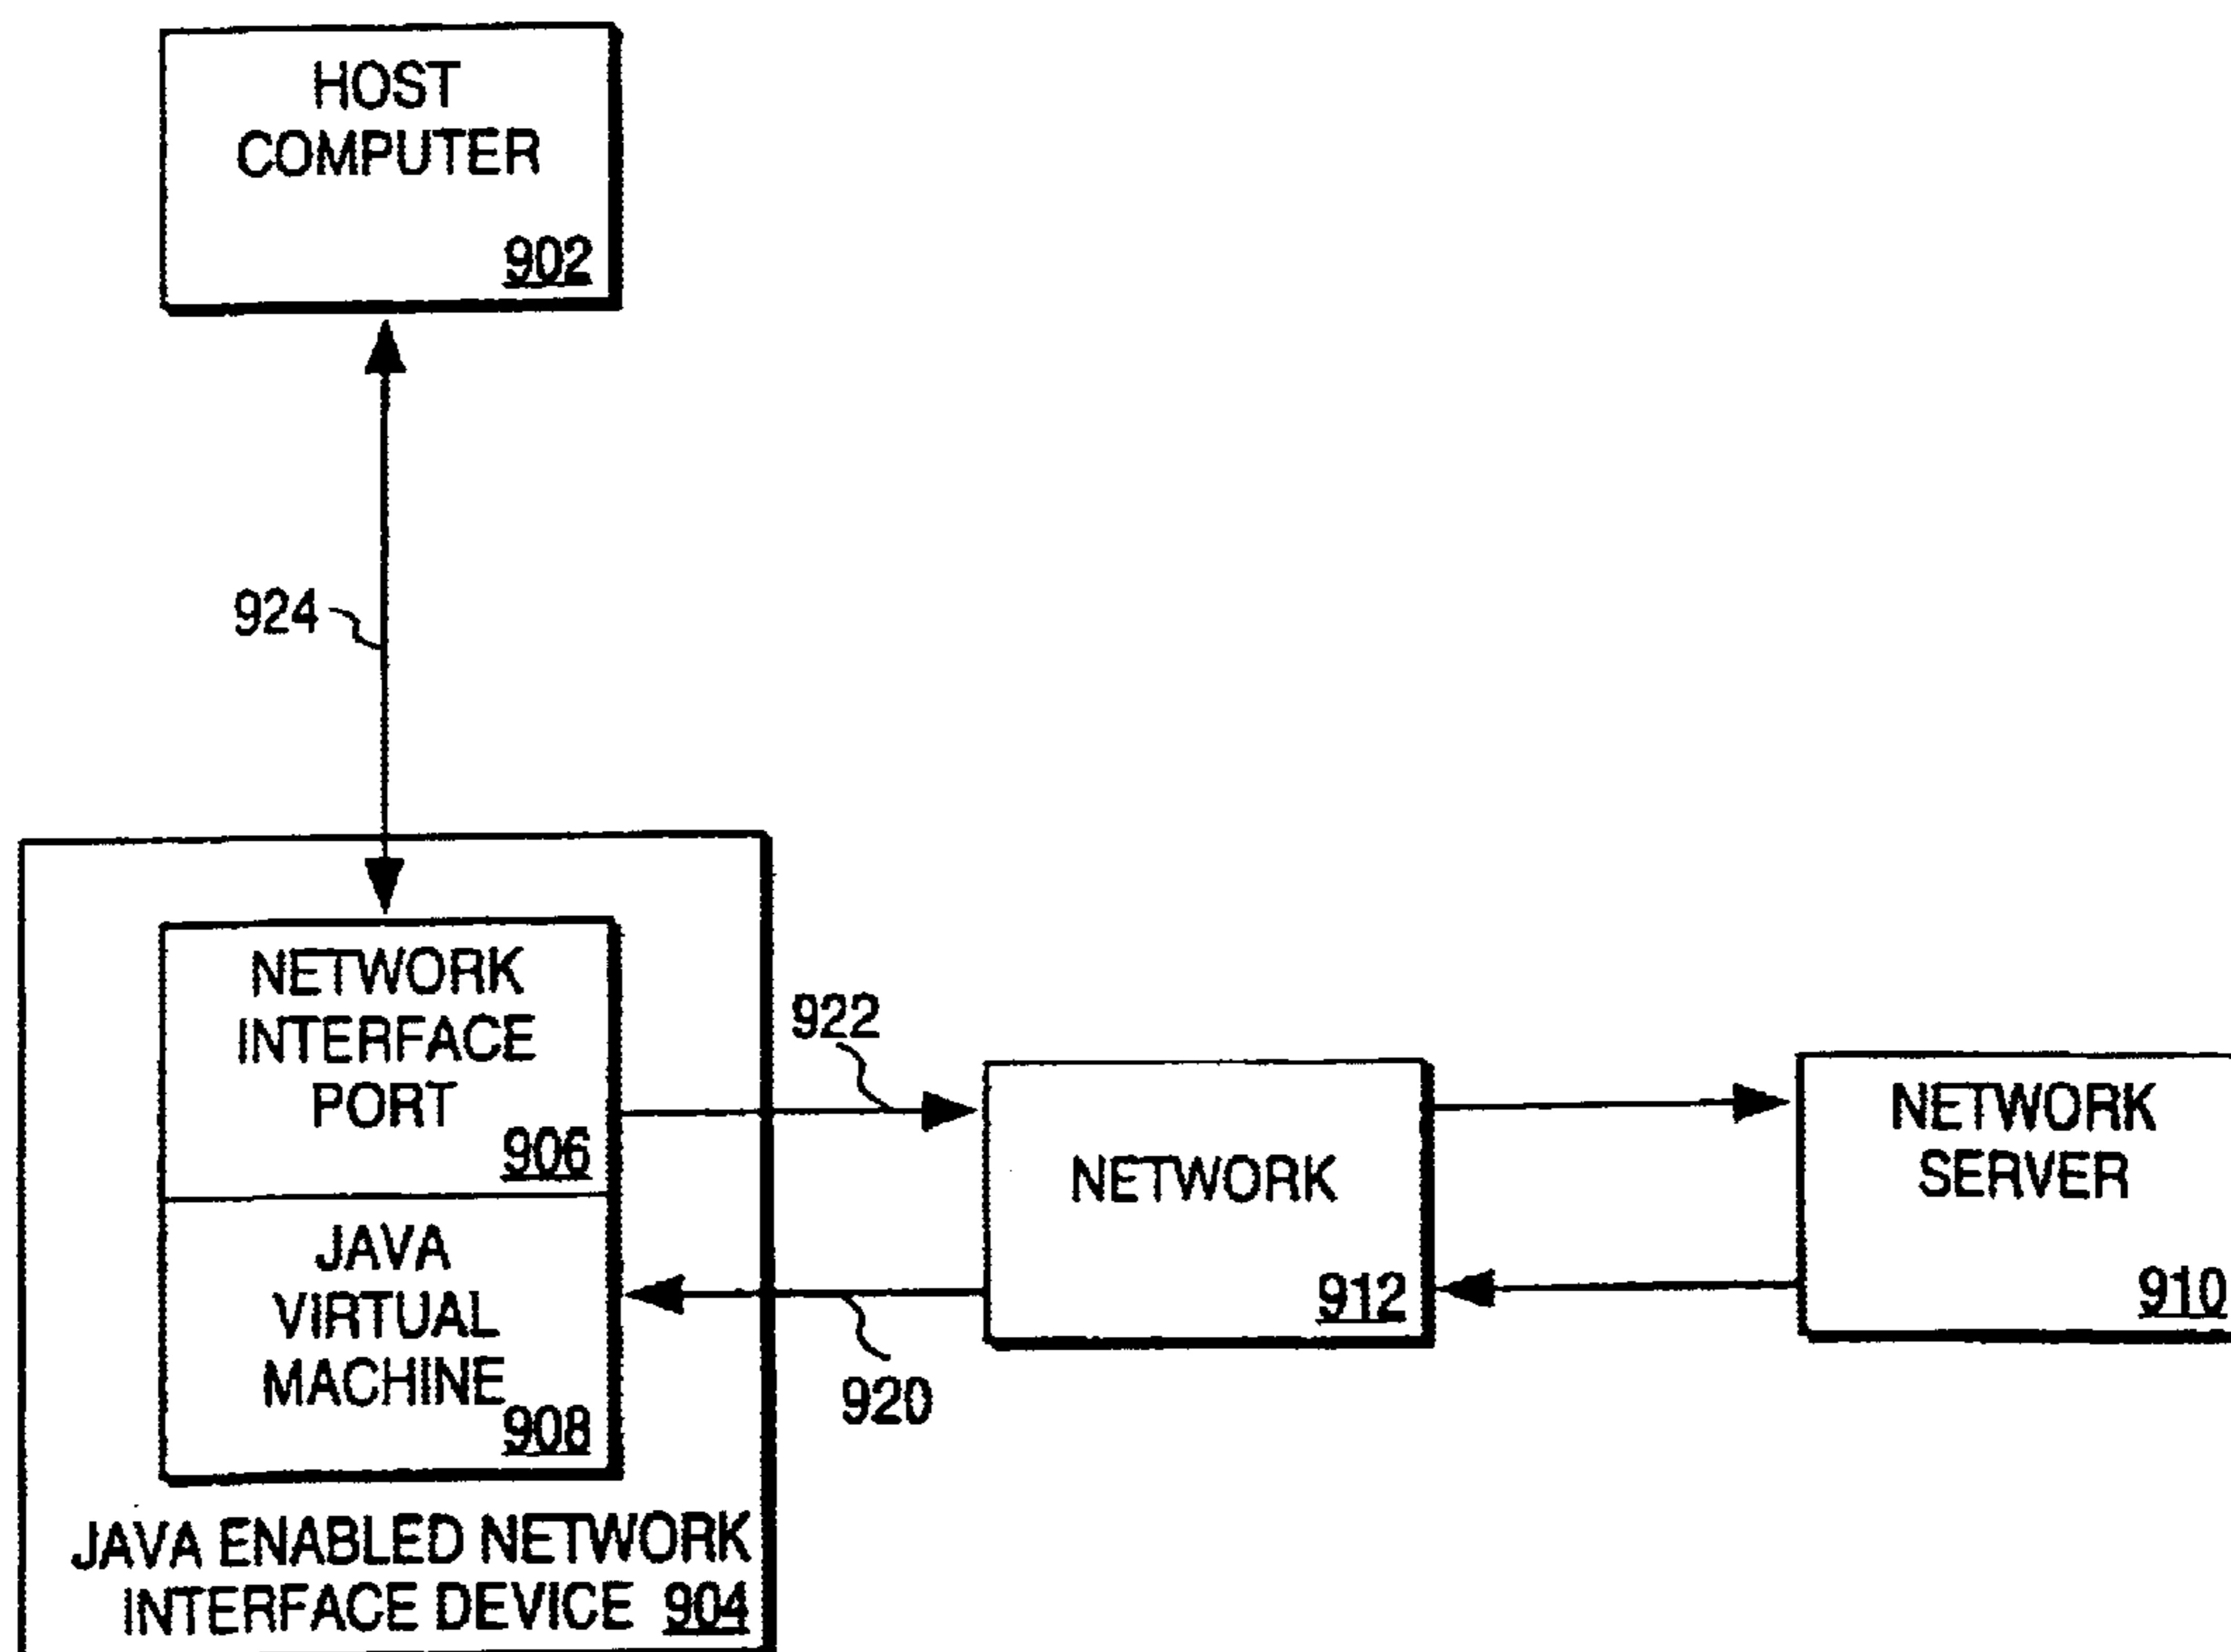 HOST
COMPUTER
902
924
NETWORK
INTERFACE
PORT
906
JAVA
VIRTUAL
MACHINE
908
JAVA ENABLED NETWORK
INTERFACE DEVICE 904
922
920
NETWORK
912
NETWORK
SERVER
910